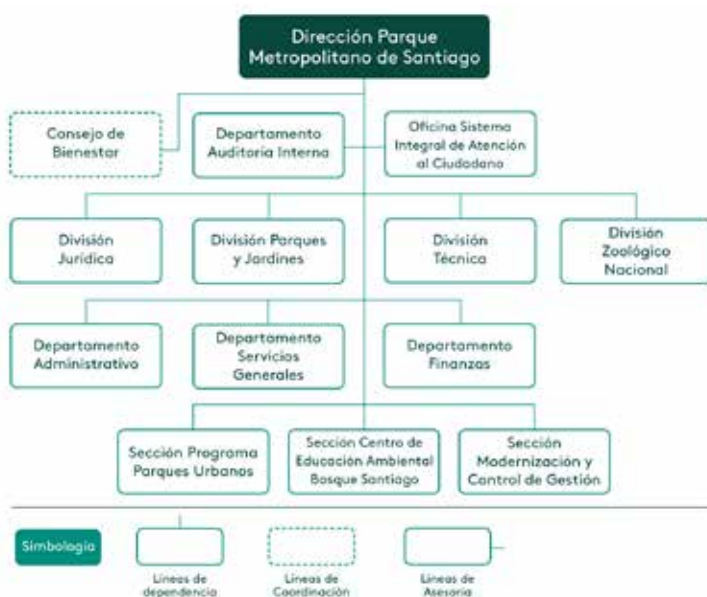 Dirección Parque
Metropolitano de Santiago
Consejo de
Bienestar
Departamento
Auditoría Interna
Oficina Sistema
Integral de Atención
al Ciudadano
División
Jurídica
División Parques
y Jardines
División
Técnica
División
Zoológico
Nacional
Departamento
Administrativo
Departamento
Servicios
Generales
Departamento
Finanzas
Sección Programa
Parques Urbanos
Sección Centro de
Educación Ambiental
Bosque Santiago
Sección
Modernización y
Control de Gestión
Simbología
Líneas de
dependencia
Líneas de
Coordinación
Líneas de
Asesoría